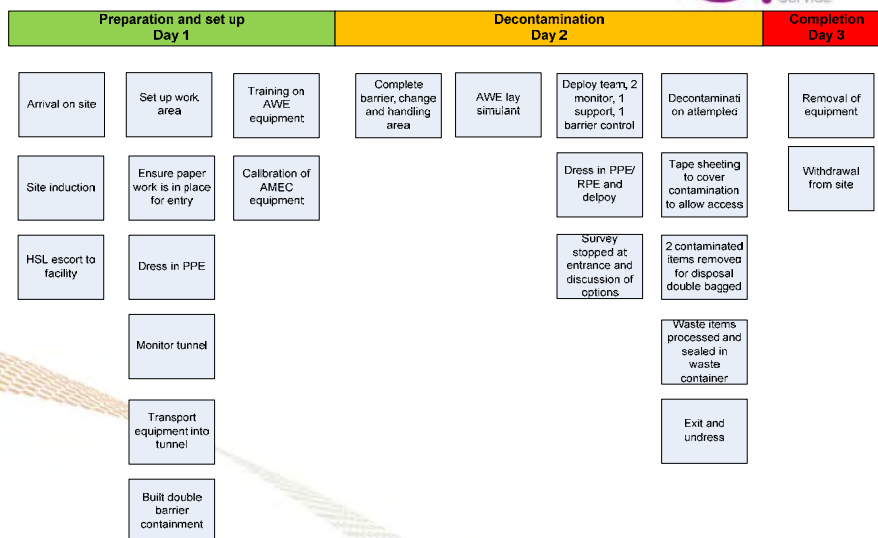 Service
Preparation and set up
Day 1
Decontamination
Day 2
Completion
Day 3
Arrival on site
Site induction
HSL escort to
facility
Set up work
area
Ensure paper
work is in place
for entry
Dress in PPE
Monitor tunnel
Transport
equipment into
tunnel
Built double
barrier
containment
Training on
AWE
equipment
Calibration of
AMEC
equipment
Complete
barrier, change
and handling
area
AWE lay
simulant
Deploy team, 2
monitor, 1
support, 1
barrier control
Dress in PPE/
RPE and
delpoy
Survey
stopped at
entrance and
discussion of
options
Decontaminati
on attempted
Tape sheeting
to cover
contamination
to allow access
2 contaminated
items removed
for disposal
double bagged
Waste items
processed and
sealed in
waste
container
Exit and
undress
Removal of
equipment
Withdrawal
from site